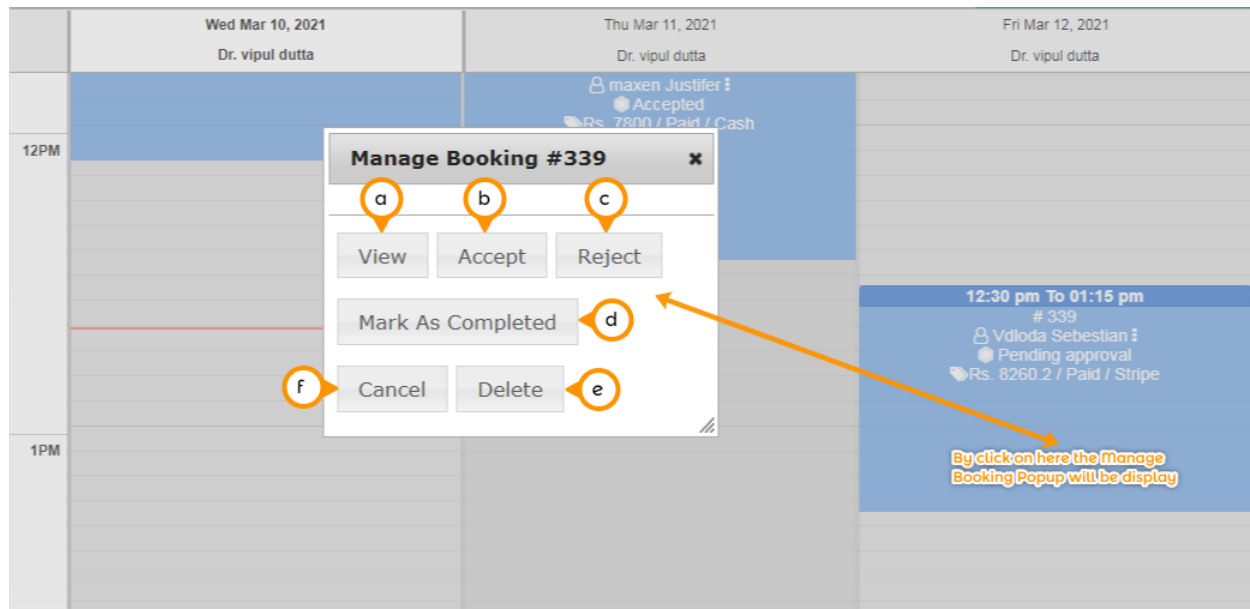 Wed Mar 10, 2021
Dr. vipul dutta
Thu Mar 11, 2021
Dr. vipul dutta
Fri Mar 12, 2021
Dr. vipul dutta
maxen Justifer
Accepted
Rs. 7800 / Paid / Cash
12PM
Manage Booking #339
a
b
c
View
Accept
Reject
Mark As Completed
d
f
Cancel
Delete
e
12:30 pm To 01:15 pm
# 339
Vdloda Sebestian
Pending approval
Rs. 8260.2 / Paid / Stripe
1PM
By click on here the Manage
Booking Popup will be display